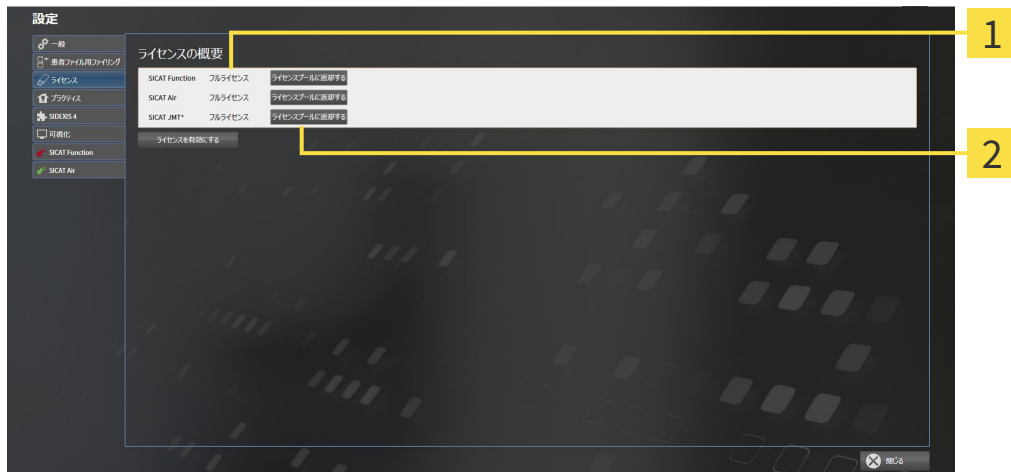 設定
一般
患者ファイル用ファイリング
ライセンス
プラクティス
SIDEXIS 4
可視化
SICAT Function
SICAT Air
ライセンスの概要
SICAT Function フルライセンス ライセンスプールに返却する
SICAT Air フルライセンス ライセンスプールに返却する
SICAT JMT+ フルライセンス ライセンスプールに返却する
ライセンスを有効にする
1
2
閉じる